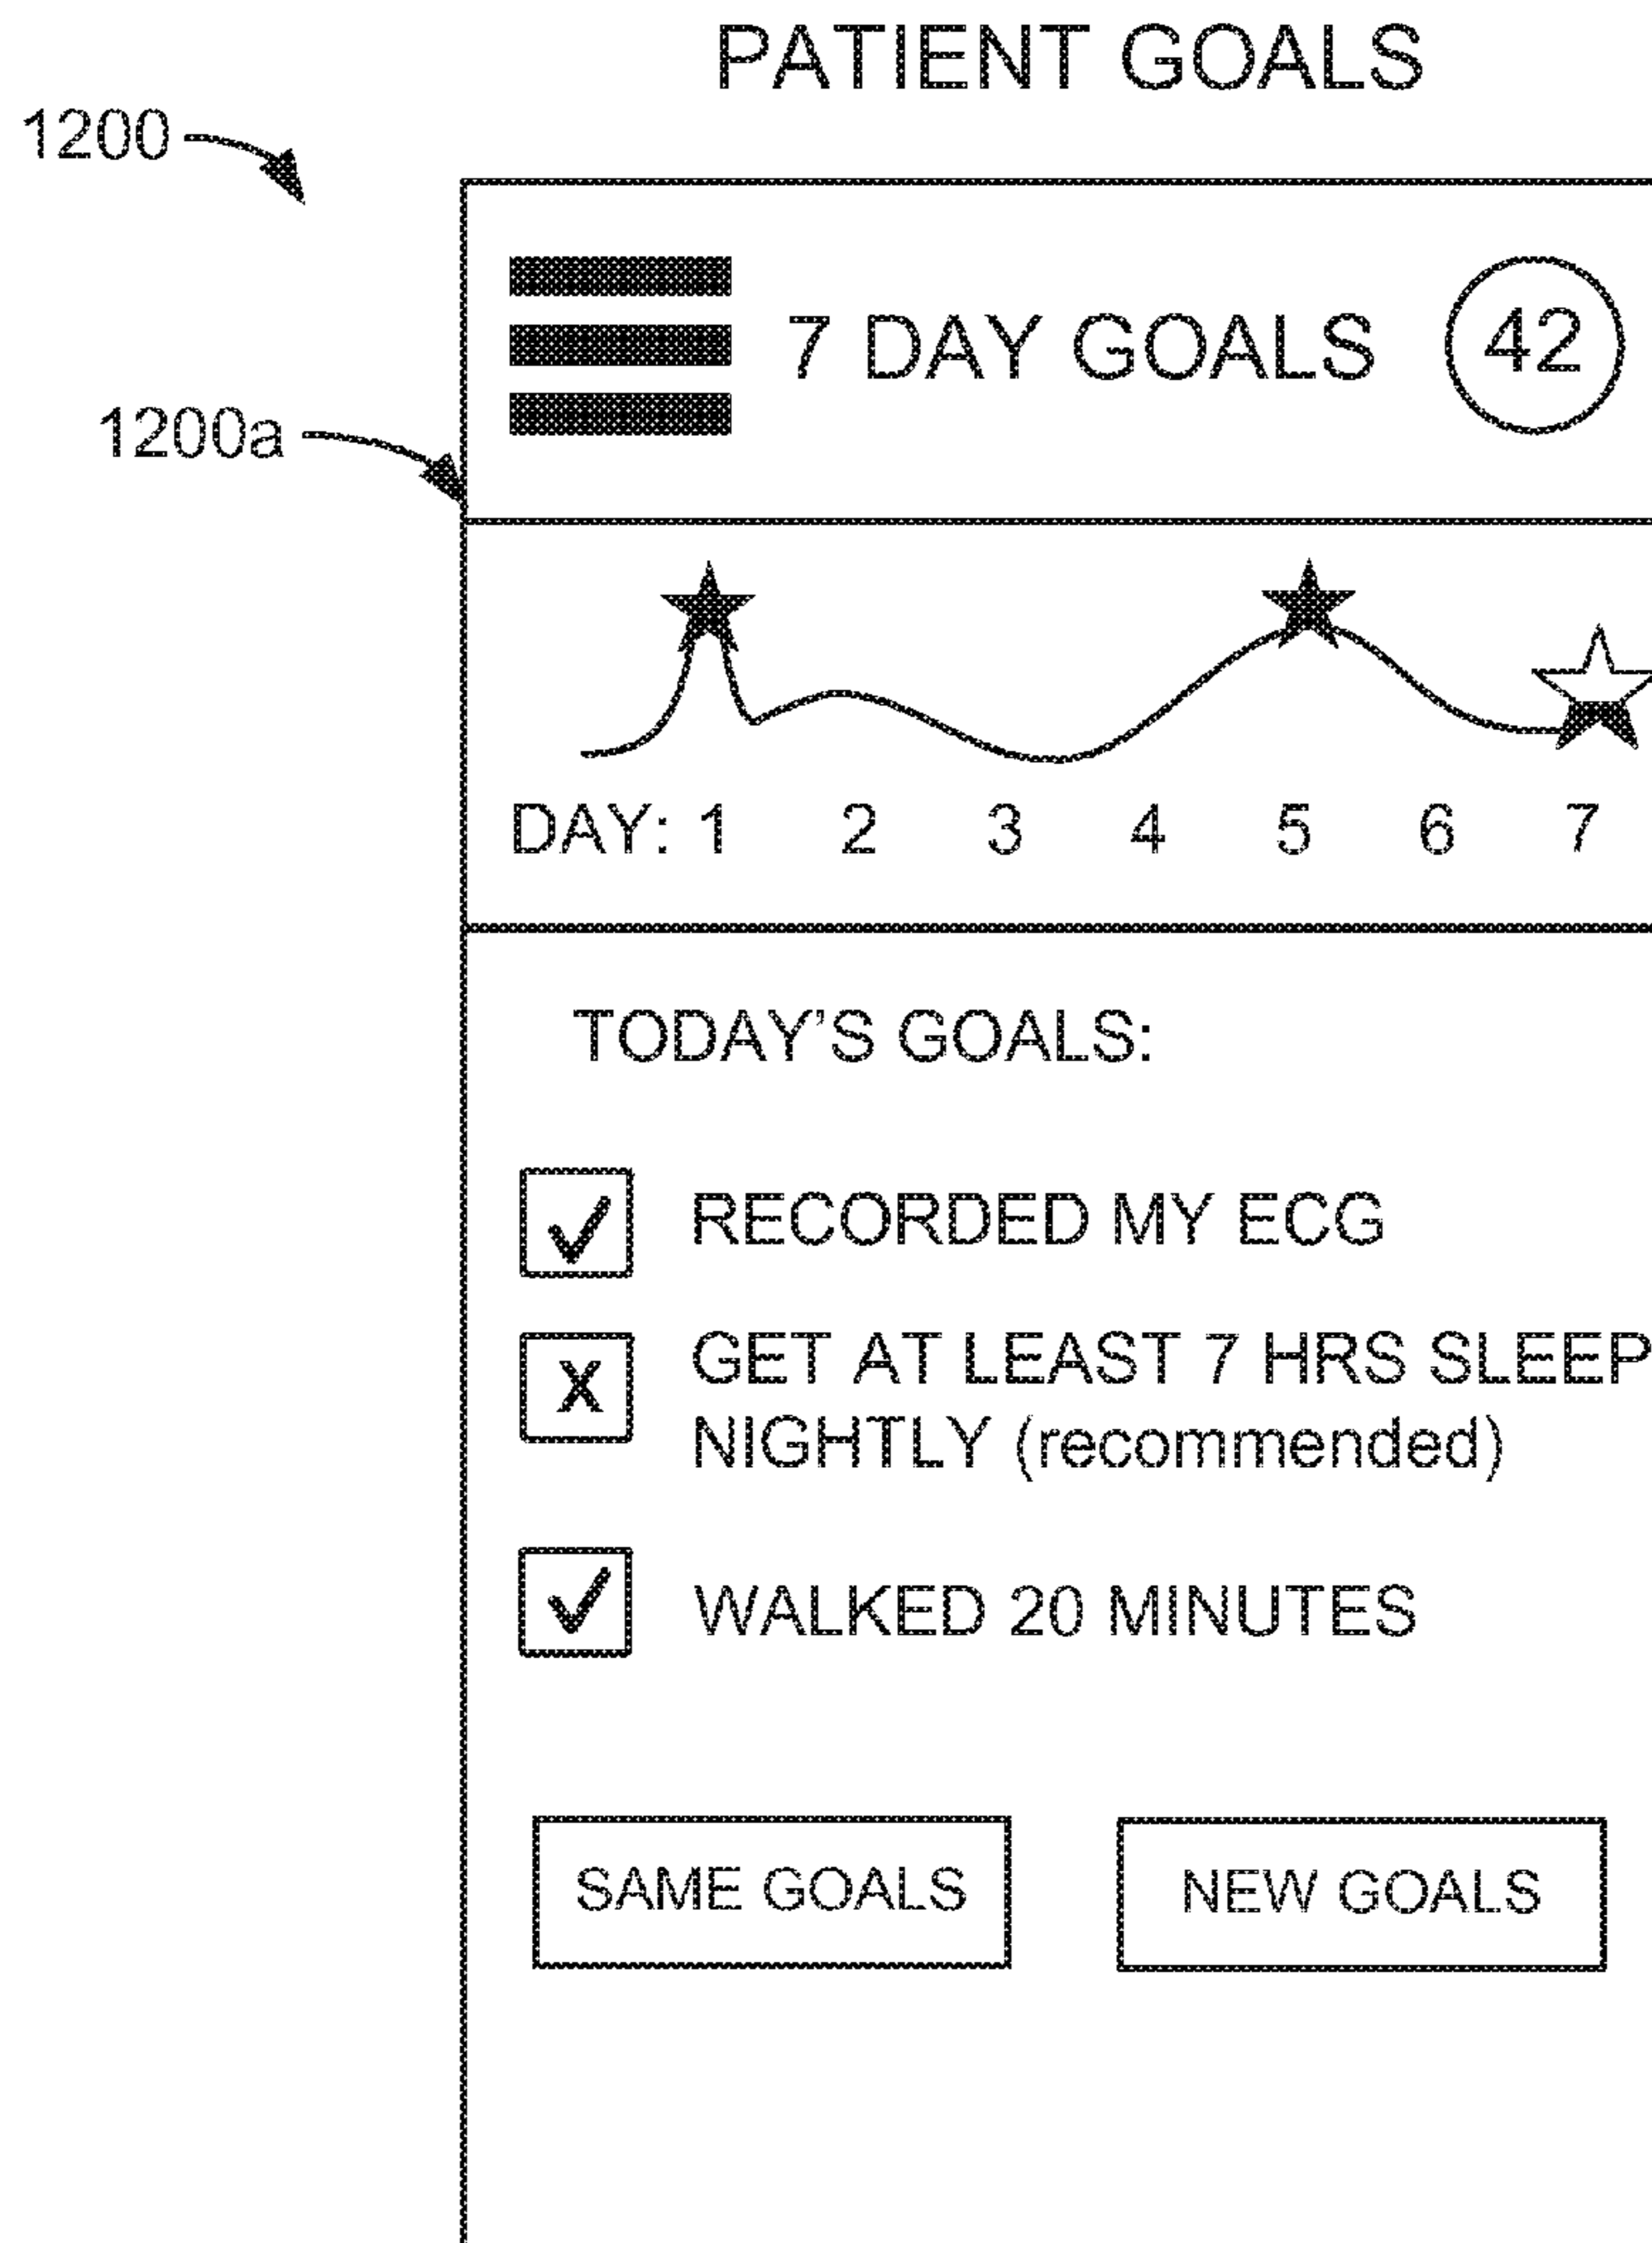 PATIENT GOALS
1200
7 DAY GOALS 42
1200a
DAY: 1 2 3 4 5 6 7
TODAY'S GOALS:
RECORDED MY ECG
X GET AT LEAST 7 HRS SLEEP
NIGHTLY (recommended)
WALKED 20 MINUTES
SAME GOALS NEW GOALS